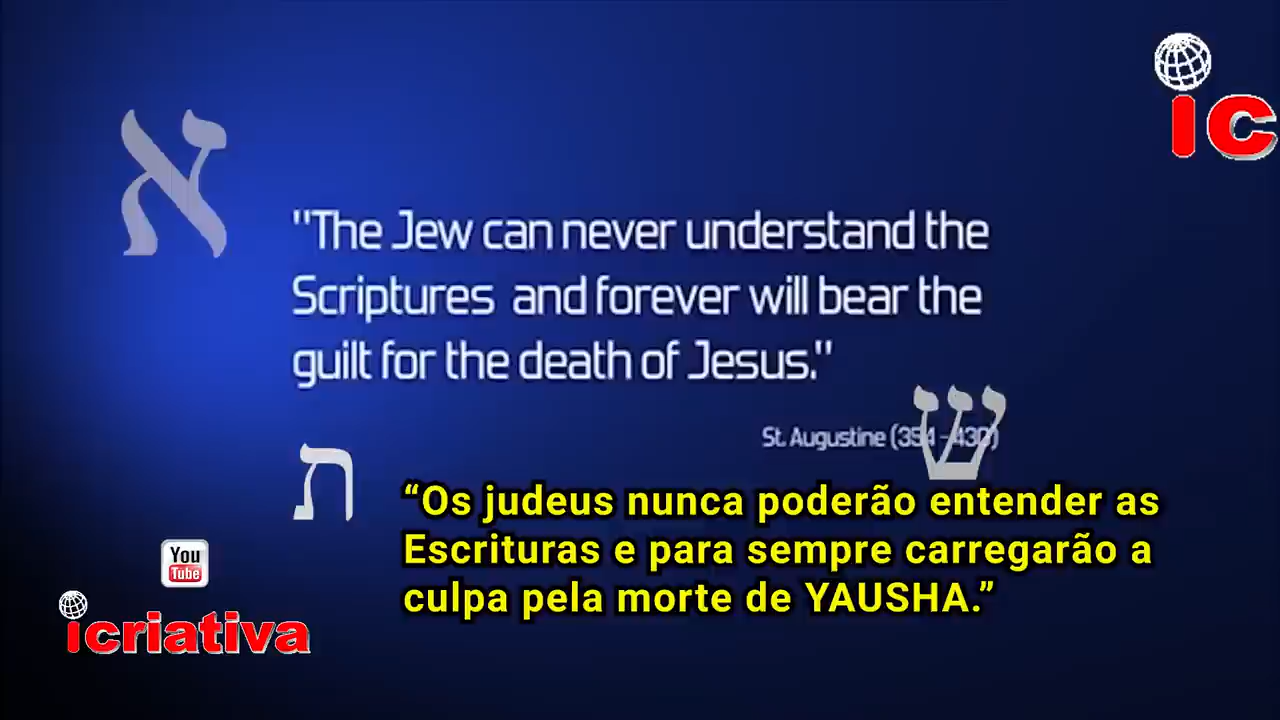 ic
א
"The Jew can never understand the
Scriptures and forever will bear the
guilt for the death of Jesus."
St. Augustine (354 - 430)
ש
ת
“Os judeus nunca poderão entender as
Escrituras e para sempre carregarão a
culpa pela morte de YAUSHA.”
You
Tube
icriativa